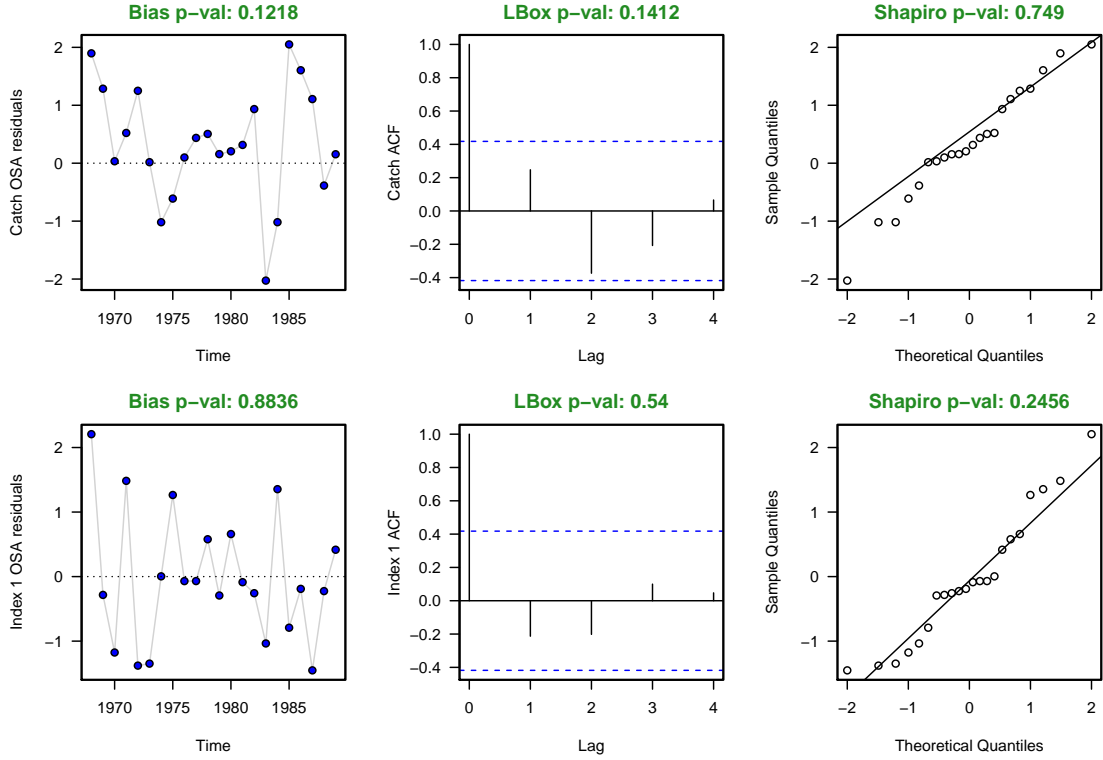 Bias p−val: 0.1218
LBox p−val: 0.1412
Shapiro p−val: 0.749
Catch OSA residuals
2
1
0
−1
−2
1970 1975 1980 1985
Time
Catch ACF
1.0
0.8
0.6
0.4
0.2
0.0
−0.2
−0.4
0 1 2 3 4
Lag
Sample Quantiles
2
1
0
−1
−2
−2 −1 0 1 2
Theoretical Quantiles
Bias p−val: 0.8836
LBox p−val: 0.54
Shapiro p−val: 0.2456
Index 1 OSA residuals
2
1
0
−1
1970 1975 1980 1985
Time
Index 1 ACF
1.0
0.8
0.6
0.4
0.2
0.0
−0.2
−0.4
0 1 2 3 4
Lag
Sample Quantiles
2
1
0
−1
−2 −1 0 1 2
Theoretical Quantiles